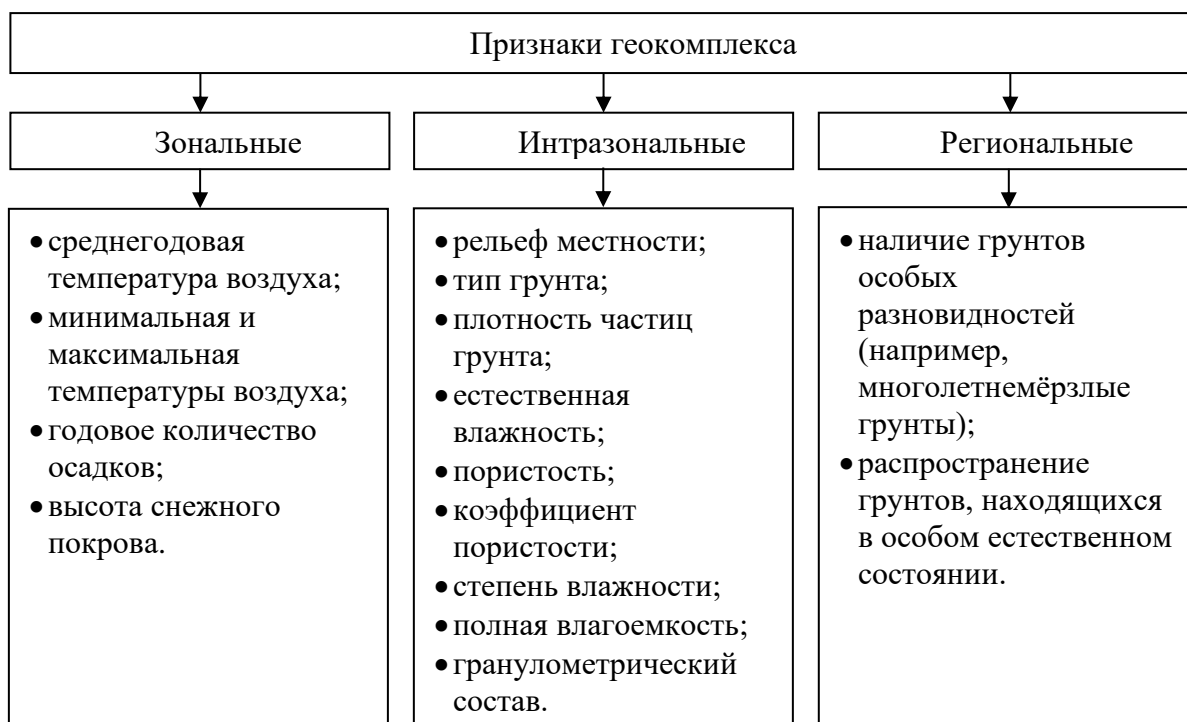 Признаки геокомплекса
Зональные
Интразональные
Региональные
• среднегодовая
температура воздуха;
• минимальная и
максимальная
температуры воздуха;
• годовое количество
осадков;
• высота снежного
покрова.
• рельеф местности;
• тип грунта;
• плотность частиц
грунта;
• естественная
влажность;
• пористость;
• коэффициент
пористости;
• степень влажности;
• полная влагоемкость;
• гранулометрический
состав.
• наличие грунтов
особых
разновидностей
(например,
многолетнемёрзлые
грунты);
• распространение
грунтов, находящихся
в особом естественном
состоянии.